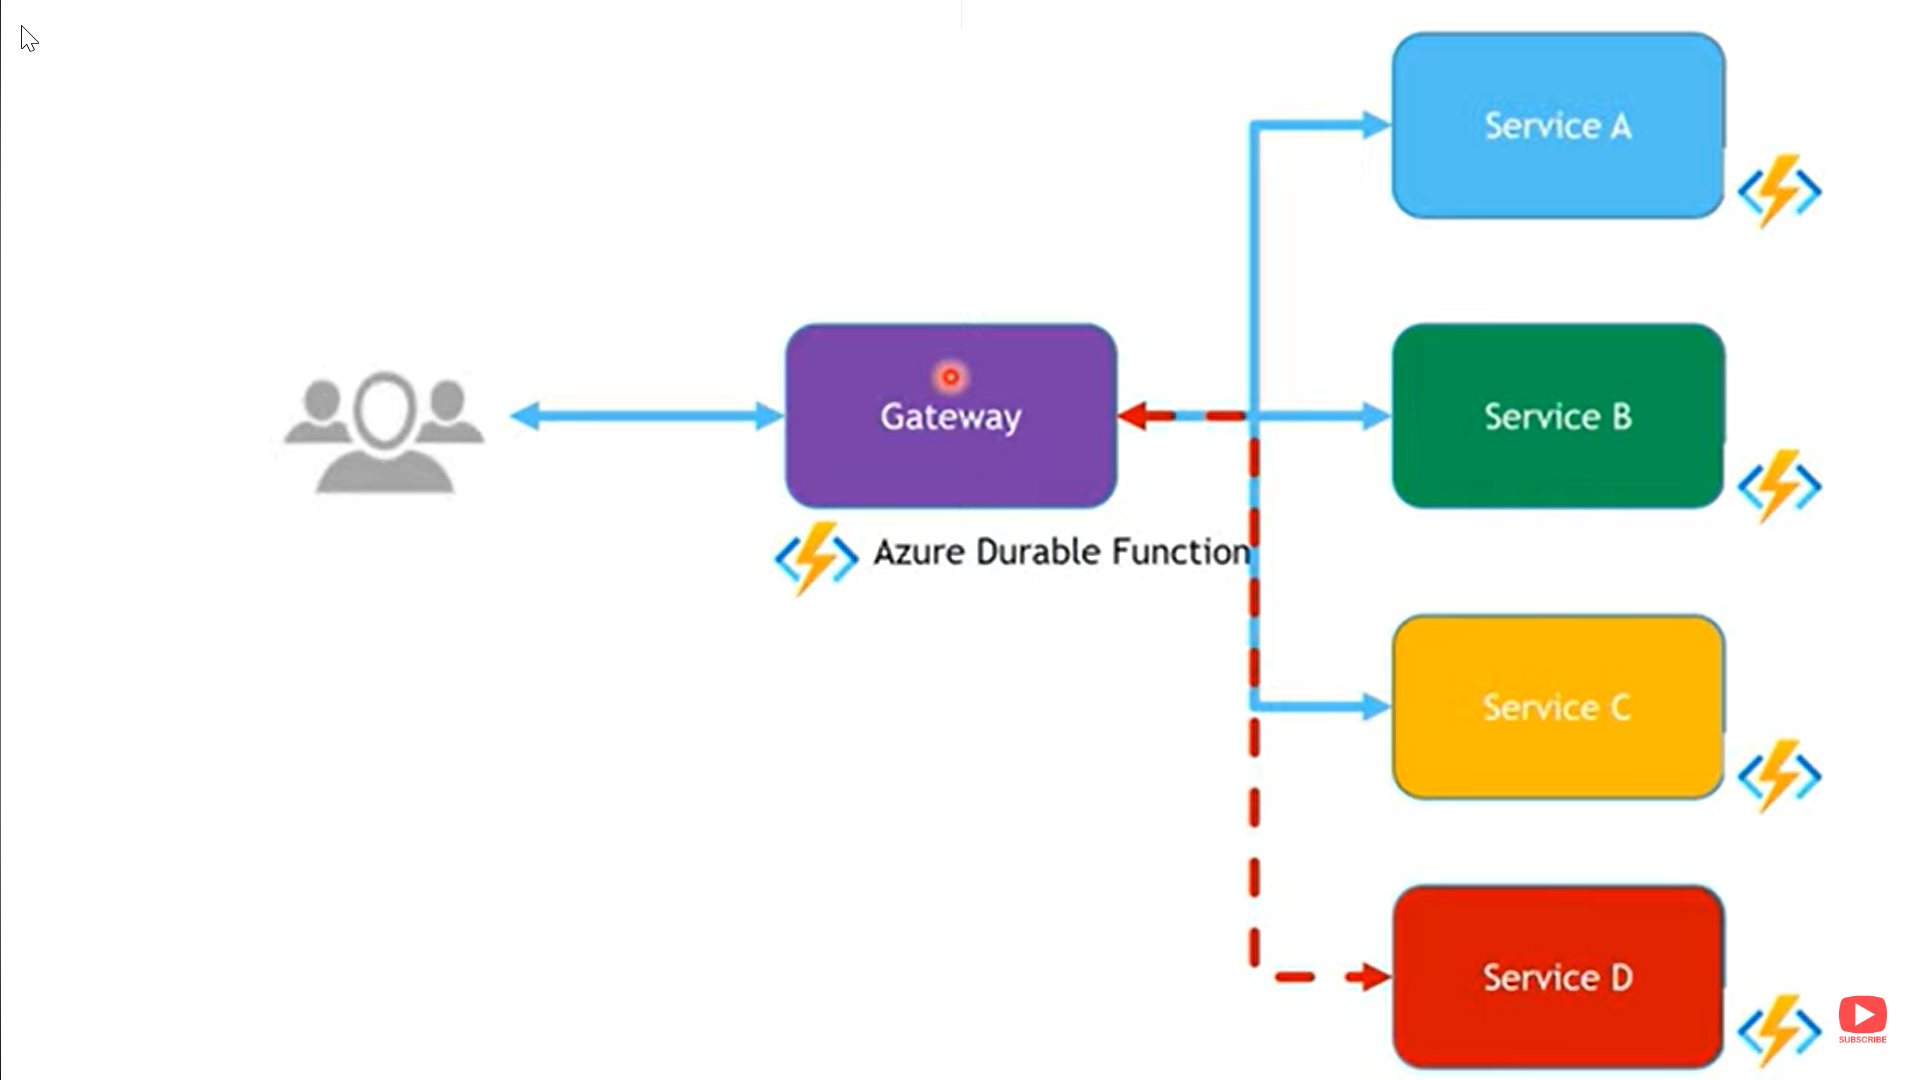 Service A
Gateway
Service B
Azure Durable Function
Service C
Service D
SUBSCRIBE